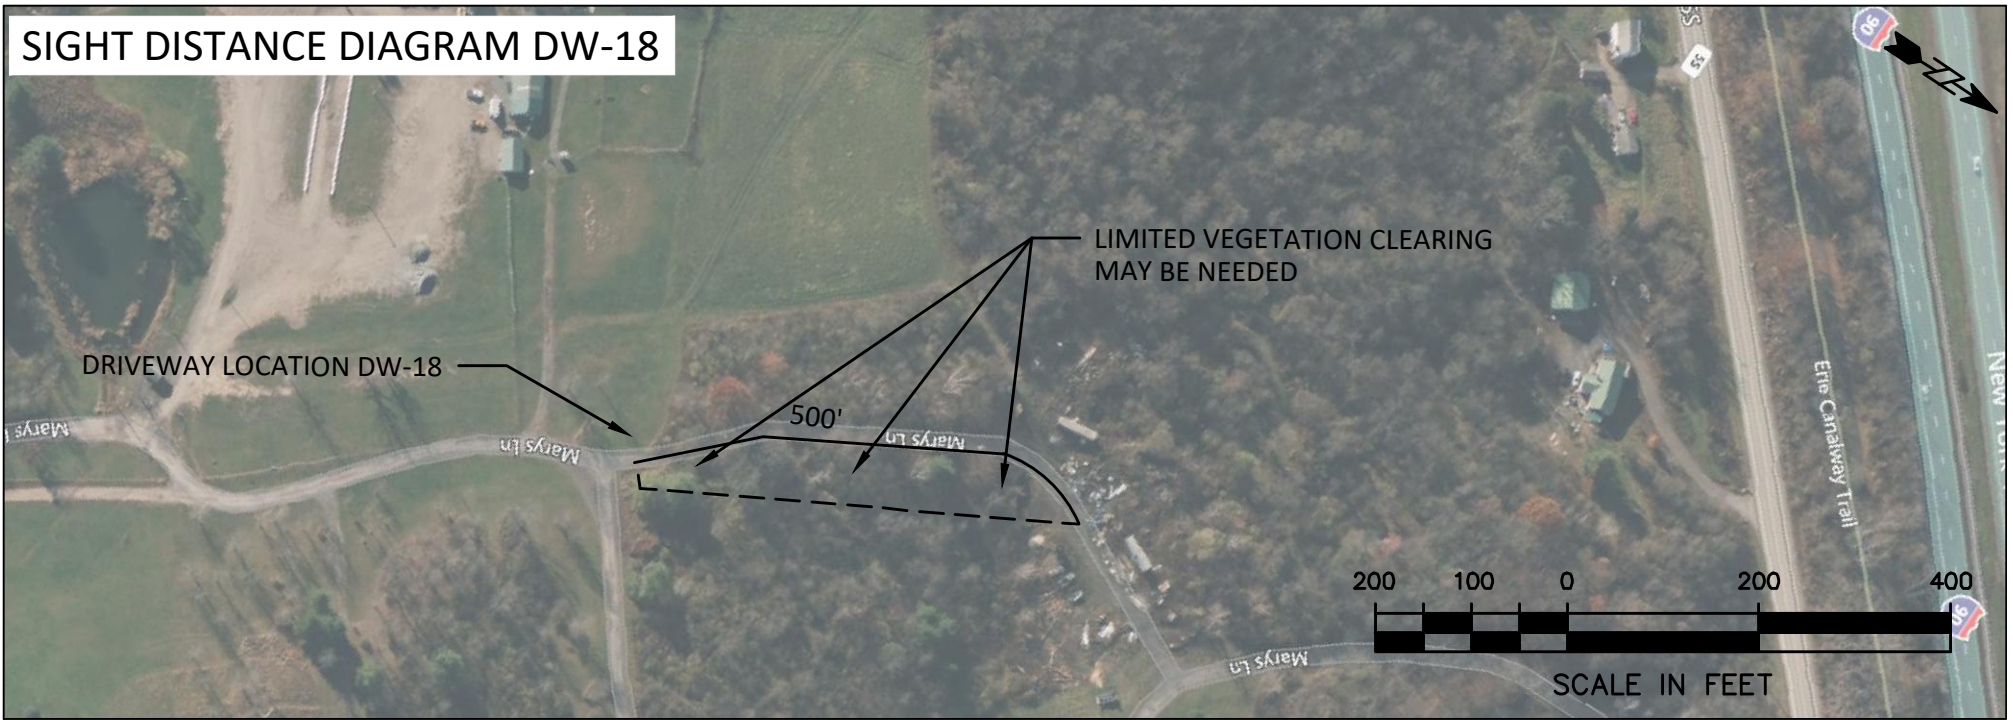 SIGHT DISTANCE DIAGRAM DW-18
55
90
LIMITED VEGETATION CLEARING
MAY BE NEEDED
DRIVEWAY LOCATION DW-18
500'
Marys Ln
Marys Ln
Marys Ln
Erie Canalway Trail
200 100 0 200 400
90
Marys Ln
SCALE IN FEET